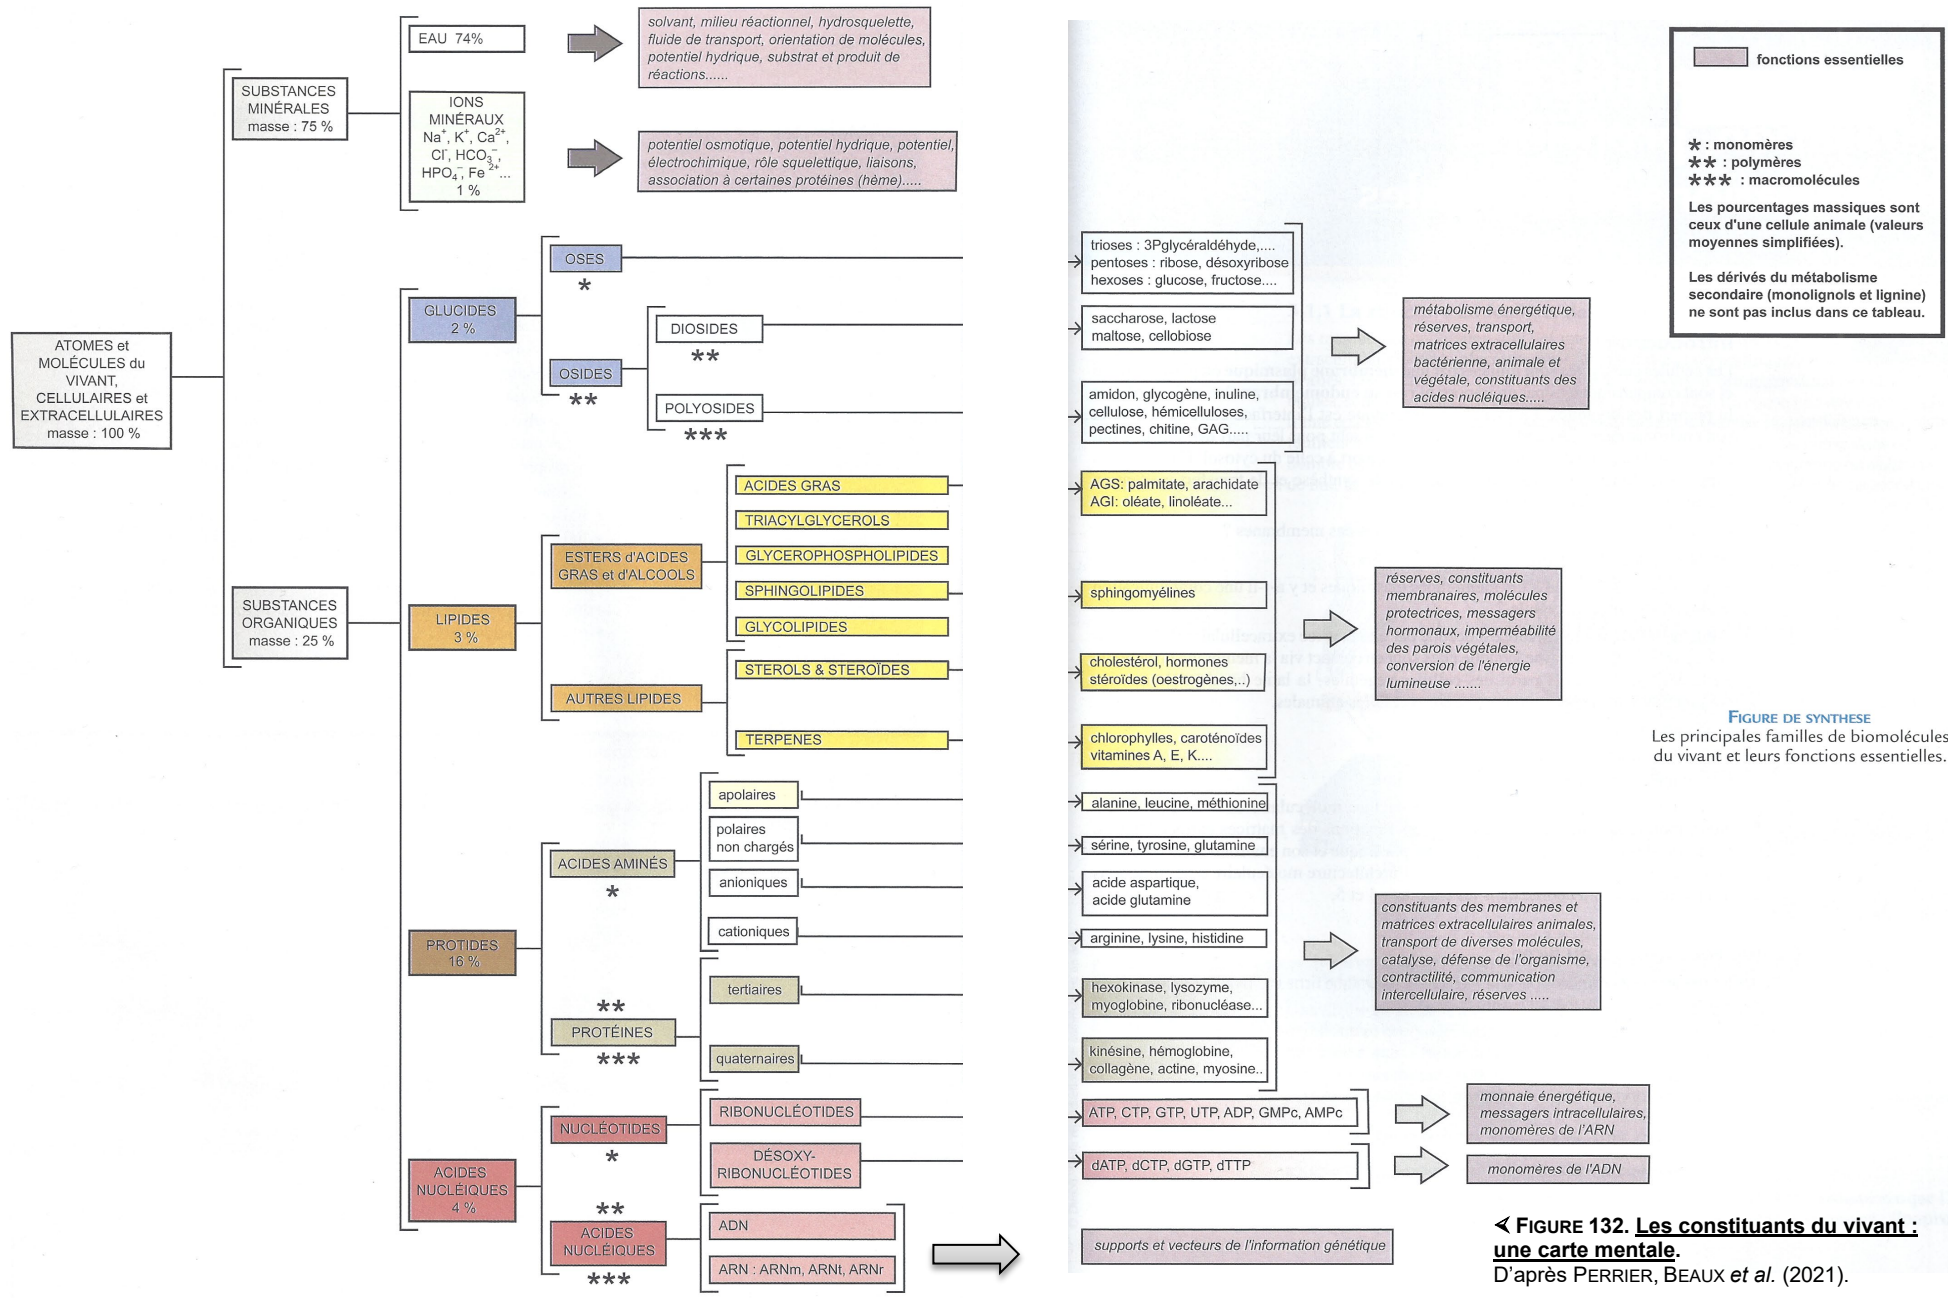 ATOMES et
MOLÉCULES du
VIVANT,
CELLULAIRES et
EXTRACELLULAIRES
masse : 100 %
SUBSTANCES
MINÉRALES
masse : 75 %
EAU 74%
solvant, milieu réactionnel, hydrosquelette,
fluide de transport, orientation de molécules,
potentiel hydrique, substrat et produit de
réactions......
IONS
MINÉRAUX
Na⁺, K⁺, Ca²⁺,
Cl⁻, HCO₃⁻,
HPO₄⁻, Fe²⁺...
1 %
potentiel osmotique, potentiel hydrique, potentiel,
électrochimique, rôle squelettique, liaisons,
association à certaines protéines (hème).....
SUBSTANCES
ORGANIQUES
masse : 25 %
GLUCIDES
2 %
OSES
*
trioses : 3Pglycéraldéhyde,....
pentoses : ribose, désoxyribose
hexoses : glucose, fructose....
OSIDES
**
DIOSIDES
**
saccharose, lactose
maltose, cellobiose
POLYOSIDES
***
amidon, glycogène, inuline,
cellulose, hémicelluloses,
pectines, chitine, GAG.....
métabolisme énergétique,
réserves, transport,
matrices extracellulaires
bactérienne, animale et
végétale, constituants des
acides nucléiques.....
LIPIDES
3 %
ESTERS d'ACIDES
GRAS et d'ALCOOLS
ACIDES GRAS
AGS: palmitate, arachidate
AGI: oléate, linoléate...
TRIACYLGLYCEROLS
GLYCEROPHOSPHOLIPIDES
SPHINGOLIPIDES
sphingomyélines
GLYCOLIPIDES
AUTRES LIPIDES
STEROLS & STEROÏDES
cholestérol, hormones
stéroïdes (oestrogènes,..)
TERPENES
chlorophylles, caroténoïdes
vitamines A, E, K....
réserves, constituants
membranaires, molécules
protectrices, messagers
hormonaux, imperméabilité
des parois végétales,
conversion de l'énergie
lumineuse .......
PROTIDES
16 %
ACIDES AMINÉS
*
apolaires
alanine, leucine, méthionine
polaires
non chargés
sérine, tyrosine, glutamine
anioniques
acide aspartique,
acide glutamine
cationiques
arginine, lysine, histidine
**
PROTÉINES
***
tertiaires
hexokinase, lysozyme,
myoglobine, ribonucléase...
quaternaires
kinésine, hémoglobine,
collagène, actine, myosine..
constituants des membranes et
matrices extracellulaires animales,
transport de diverses molécules,
catalyse, défense de l'organisme,
contractilité, communication
intercellulaire, réserves .....
ACIDES
NUCLÉIQUES
4 %
NUCLÉOTIDES
*
RIBONUCLÉOTIDES
ATP, CTP, GTP, UTP, ADP, GMPc, AMPc
monnaie énergétique,
messagers intracellulaires,
monomères de l'ARN
DÉSOXY-
RIBONUCLÉOTIDES
dATP, dCTP, dGTP, dTTP
monomères de l'ADN
**
ACIDES
NUCLÉIQUES
***
ADN
ARN : ARNm, ARNt, ARNr
supports et vecteurs de l'information génétique
fonctions essentielles
* : monomères
** : polymères
*** : macromolécules
Les pourcentages massiques sont
ceux d'une cellule animale (valeurs
moyennes simplifiées).
Les dérivés du métabolisme
secondaire (monolignols et lignine)
ne sont pas inclus dans ce tableau.
FIGURE DE SYNTHESE
Les principales familles de biomolécules
du vivant et leurs fonctions essentielles.
⮜ FIGURE 132. Les constituants du vivant :
une carte mentale.
D'après PERRIER, BEAUX et al. (2021).